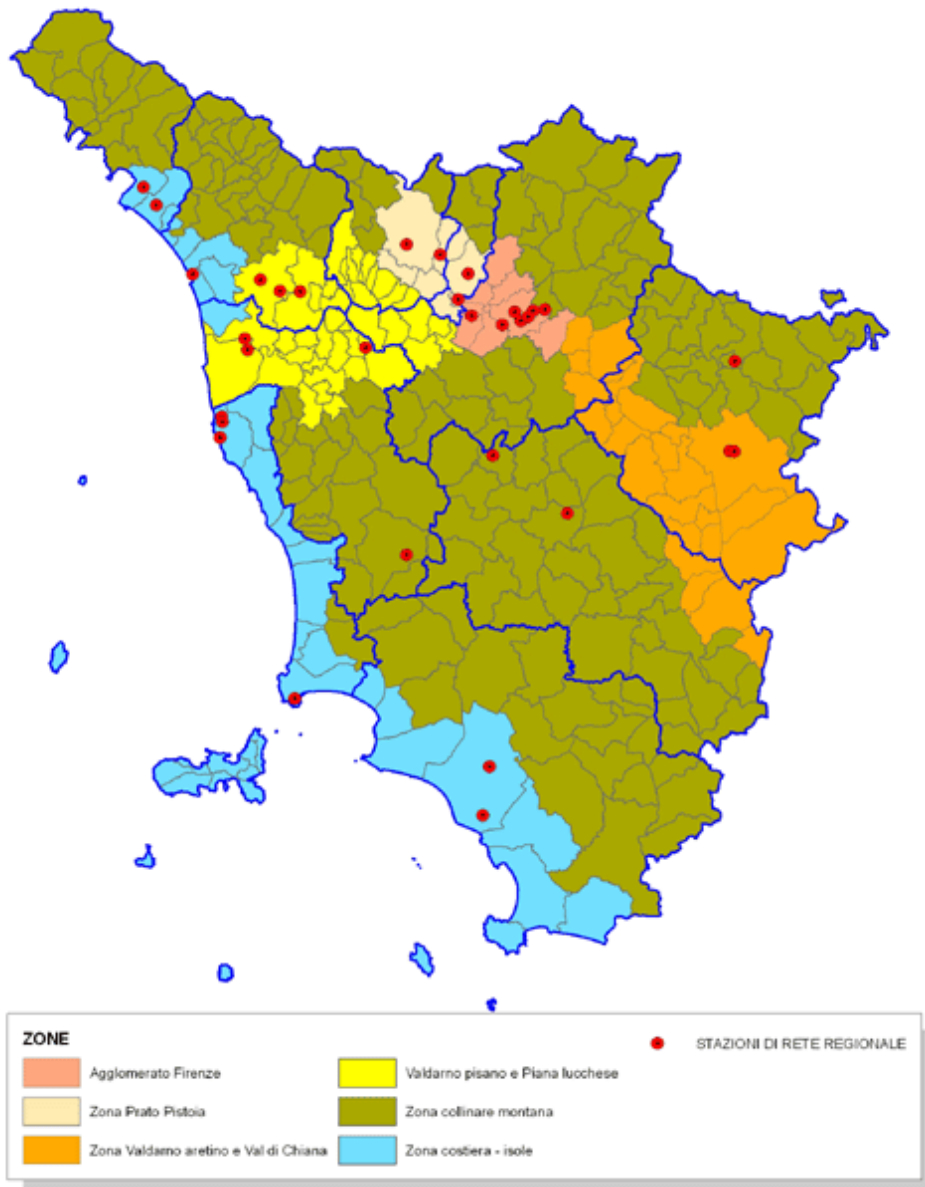 ZONE
Agglomerato Firenze
Zona Prato Pistoia
Zona Valdarno aretino e Val di Chiana
Valdarno pisano e Piana lucchese
Zona collinare montana
Zona costiera - isole
STAZIONI DI RETE REGIONALE